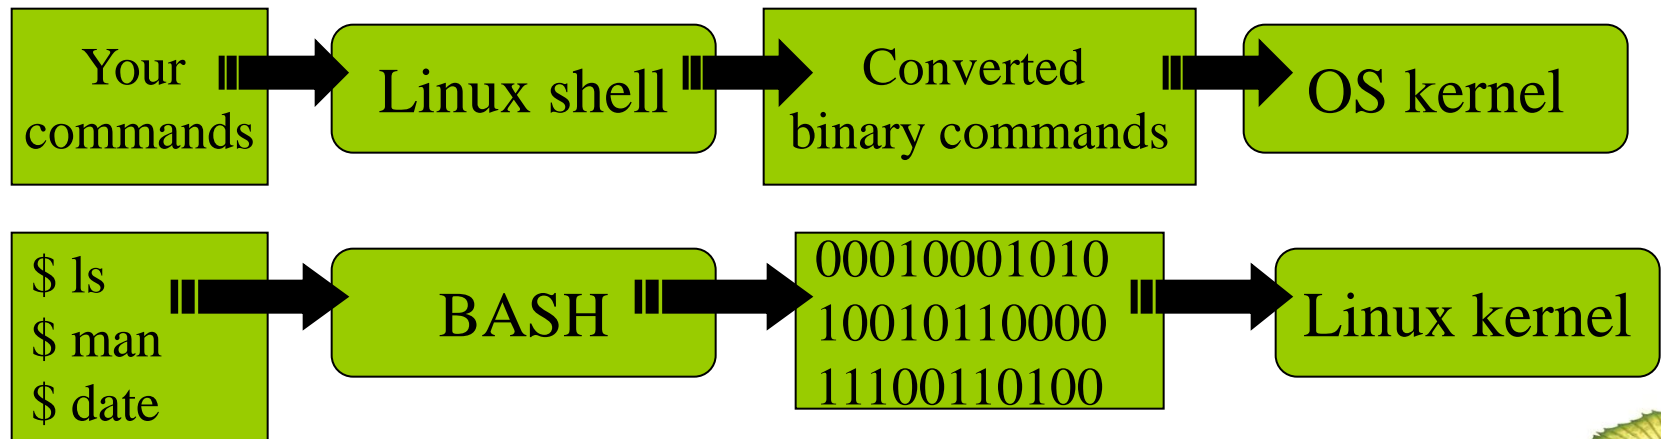 Your
commands
Linux shell
Converted
binary commands
OS kernel
$ ls
$ man
$ date
BASH
00010001010
10010110000
11100110100
Linux kernel